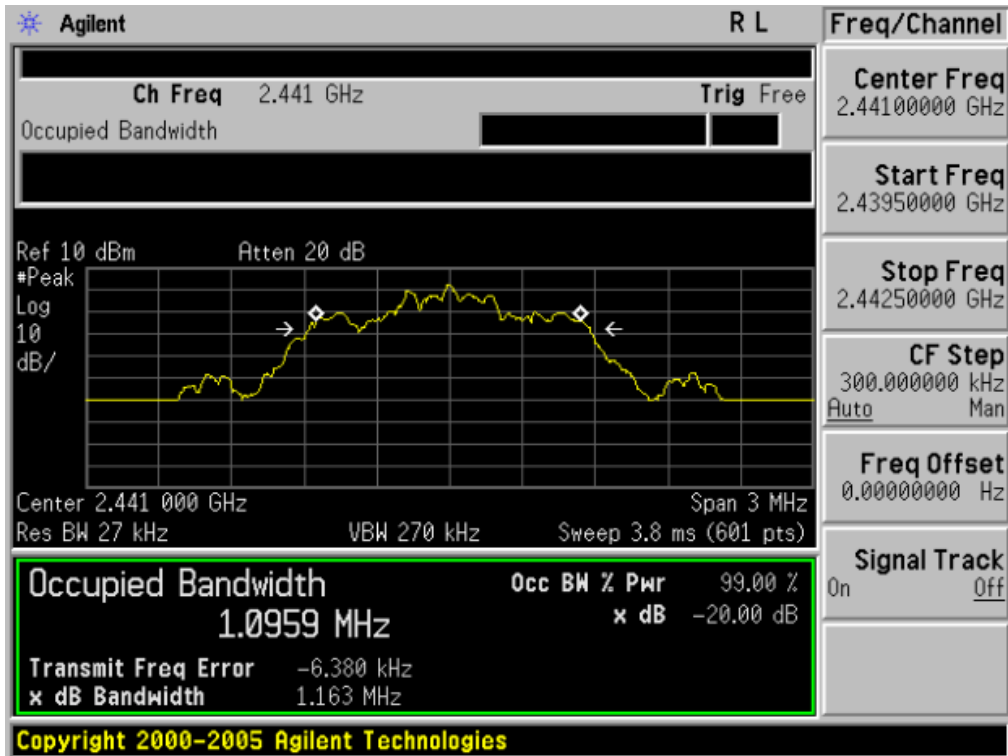 Agilent R L
Ch Freq 2.441 GHz Trig Free
Occupied Bandwidth
Ref 10 dBm Atten 20 dB
#Peak
Log
10
dB/
Center 2.441 000 GHz Span 3 MHz
Res BW 27 kHz VBW 270 kHz Sweep 3.8 ms (601 pts)
Occupied Bandwidth Occ BW % Pwr 99.00 %
1.0959 MHz x dB -20.00 dB
Transmit Freq Error -6.380 kHz
x dB Bandwidth 1.163 MHz
Copyright 2000-2005 Agilent Technologies
Freq/Channel
Center Freq
2.44100000 GHz
Start Freq
2.43950000 GHz
Stop Freq
2.44250000 GHz
CF Step
300.000000 kHz
Auto Man
Freq Offset
0.00000000 Hz
Signal Track
On Off